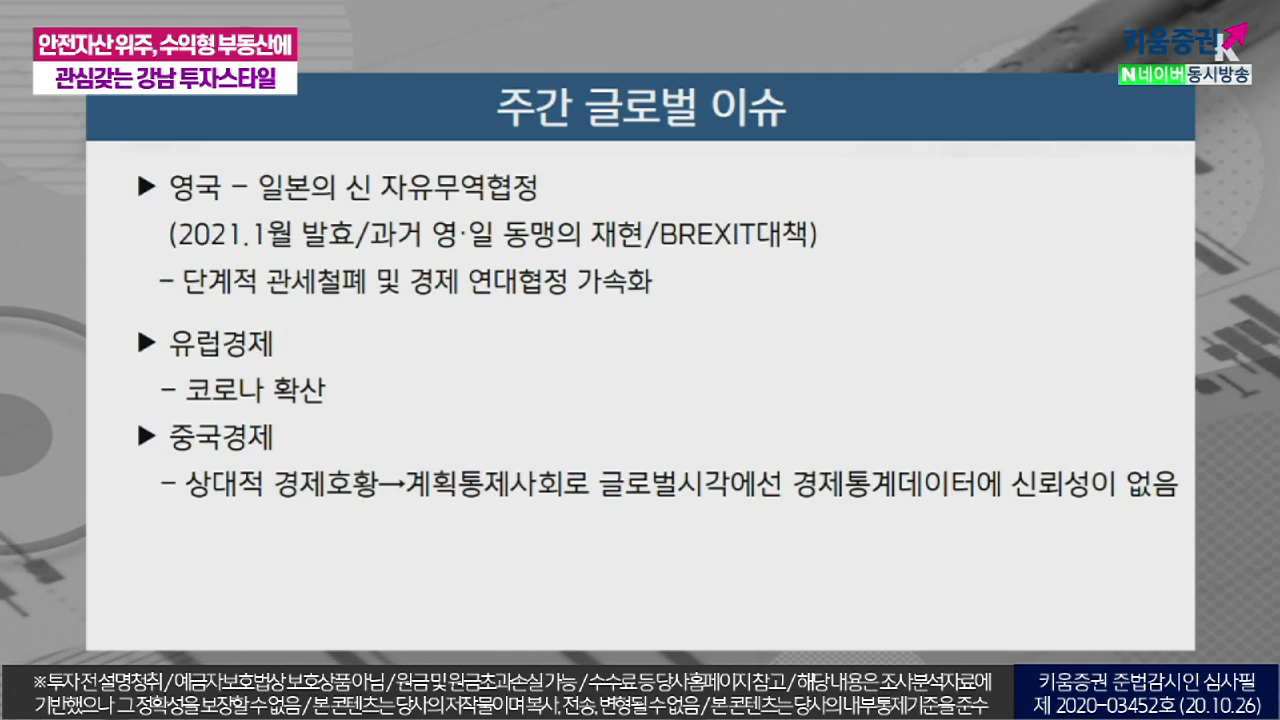 안전자산 위주, 수익형 부동산에
관심갖는 강남 투자스타일
키움증권
K
N 네이버 동시방송
주간 글로벌 이슈
▶ 영국 – 일본의 신 자유무역협정
(2021.1월 발효/과거 영·일 동맹의 재현/BREXIT대책)
– 단계적 관세철폐 및 경제 연대협정 가속화
▶ 유럽경제
– 코로나 확산
▶ 중국경제
– 상대적 경제호황→계획통제사회로 글로벌시각에선 경제통계데이터에 신뢰성이 없음
※ 투자 전 설명청취 / 예금자보호법상 보호상품 아님 / 원금 및 원금초과손실 가능 / 수수료 등 당사홈페이지 참고 / 해당 내용은 조사분석자료에
기반했으나 그 정확성을 보장할 수 없음 / 본 콘텐츠는 당사의 저작물이며 복사, 전송, 변형될 수 없음 / 본 콘텐츠는 당사의 내부통제기준을 준수
키움증권 준법감시인 심사필
제 2020-03452호 (20.10.26)